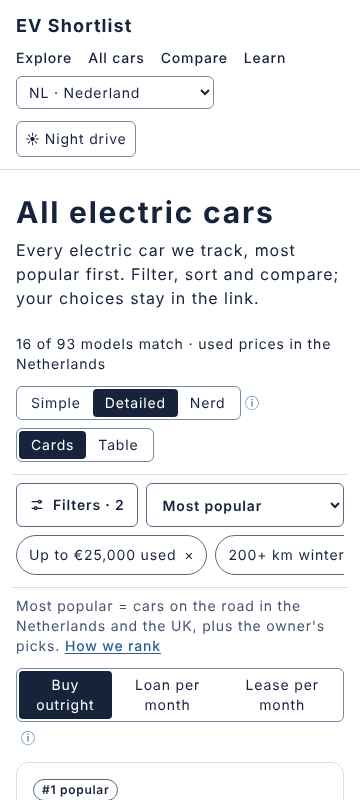 EV Shortlist
Explore All cars Compare Learn
NL · Nederland
☀ Night drive
All electric cars
Every electric car we track, most
popular first. Filter, sort and compare;
your choices stay in the link.
16 of 93 models match · used prices in the
Netherlands
Simple Detailed Nerd ⓘ
Cards Table
Filters · 2 Most popular
Up to €25,000 used × 200+ km winter
Most popular = cars on the road in the
Netherlands and the UK, plus the owner's
picks. How we rank
Buy outright
Loan per month
Lease per month
ⓘ
#1 popular